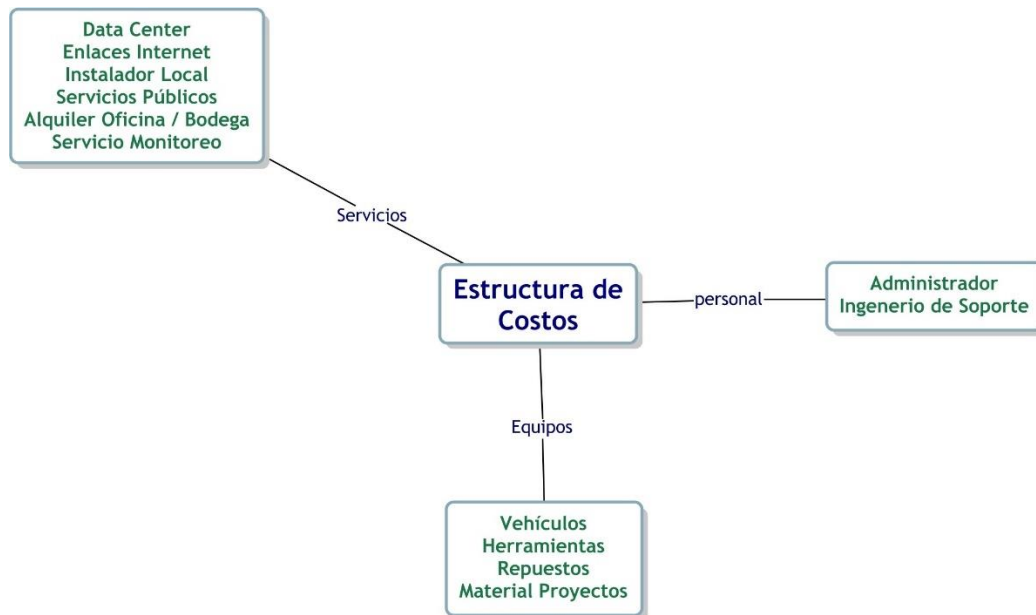 Data Center
Enlaces Internet
Instalador Local
Servicios Públicos
Alquiler Oficina / Bodega
Servicio Monitoreo
Servicios
Estructura de
Costos
personal
Administrador
Ingenerio de Soporte
Equipos
Vehículos
Herramientas
Repuestos
Material Proyectos